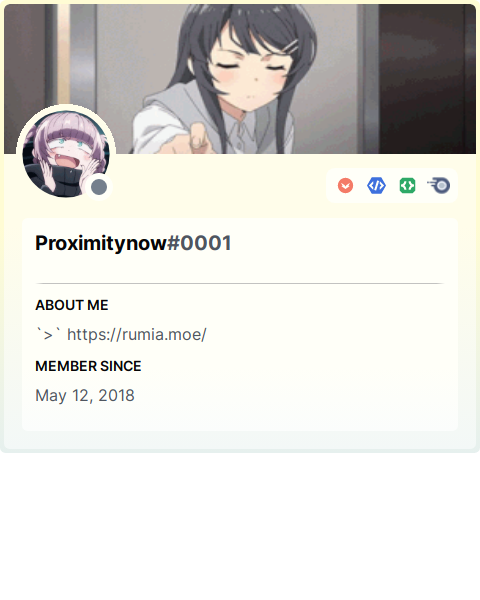 Proximitynow#0001
ABOUT ME
`>` https://rumia.moe/
MEMBER SINCE
May 12, 2018